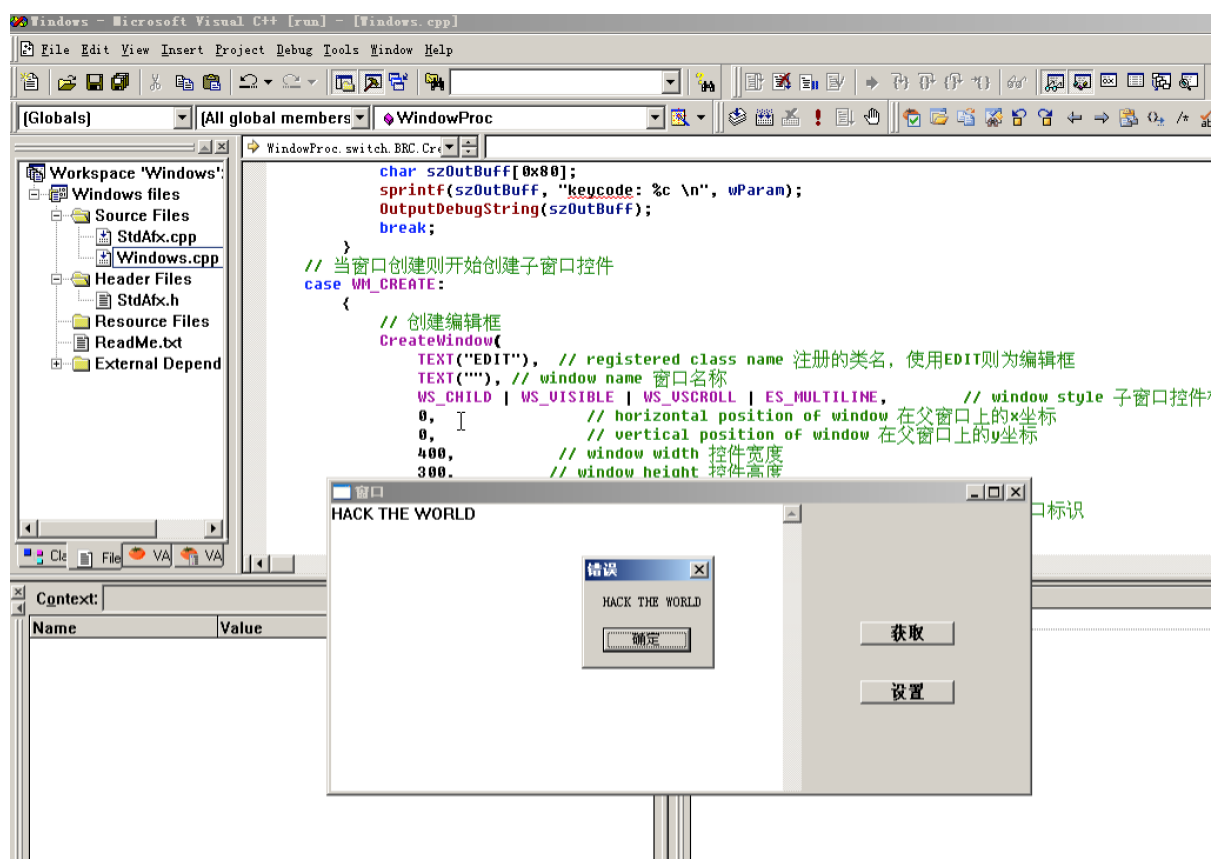 Windows - Microsoft Visual C++ [run] - [Windows.cpp]
File Edit View Insert Project Debug Tools Window Help
(Globals) (All global members WindowProc
WindowProc.switch.BRC.Cre
Workspace 'Windows':
Windows files
Source Files
StdAfx.cpp
Windows.cpp
Header Files
StdAfx.h
Resource Files
ReadMe.txt
External Depend
Cla File VA VA
char szOutBuff[0x80];
sprintf(szOutBuff, "keycode: %c \n", wParam);
OutputDebugString(szOutBuff);
break;
}
// 当窗口创建则开始创建子窗口控件
case WM_CREATE:
{
// 创建编辑框
CreateWindow(
TEXT("EDIT"), // registered class name 注册的类名，使用EDIT则为编辑框
TEXT(""), // window name 窗口名称
WS_CHILD | WS_VISIBLE | WS_VSCROLL | ES_MULTILINE, // window style 子窗口控件
0, // horizontal position of window 在父窗口上的x坐标
0, // vertical position of window 在父窗口上的y坐标
400, // window width 控件宽度
300, // window height 控件高度
口标识
窗口
HACK THE WORLD
错误
HACK THE WORLD
确定
获取
设置
Context:
Name Value